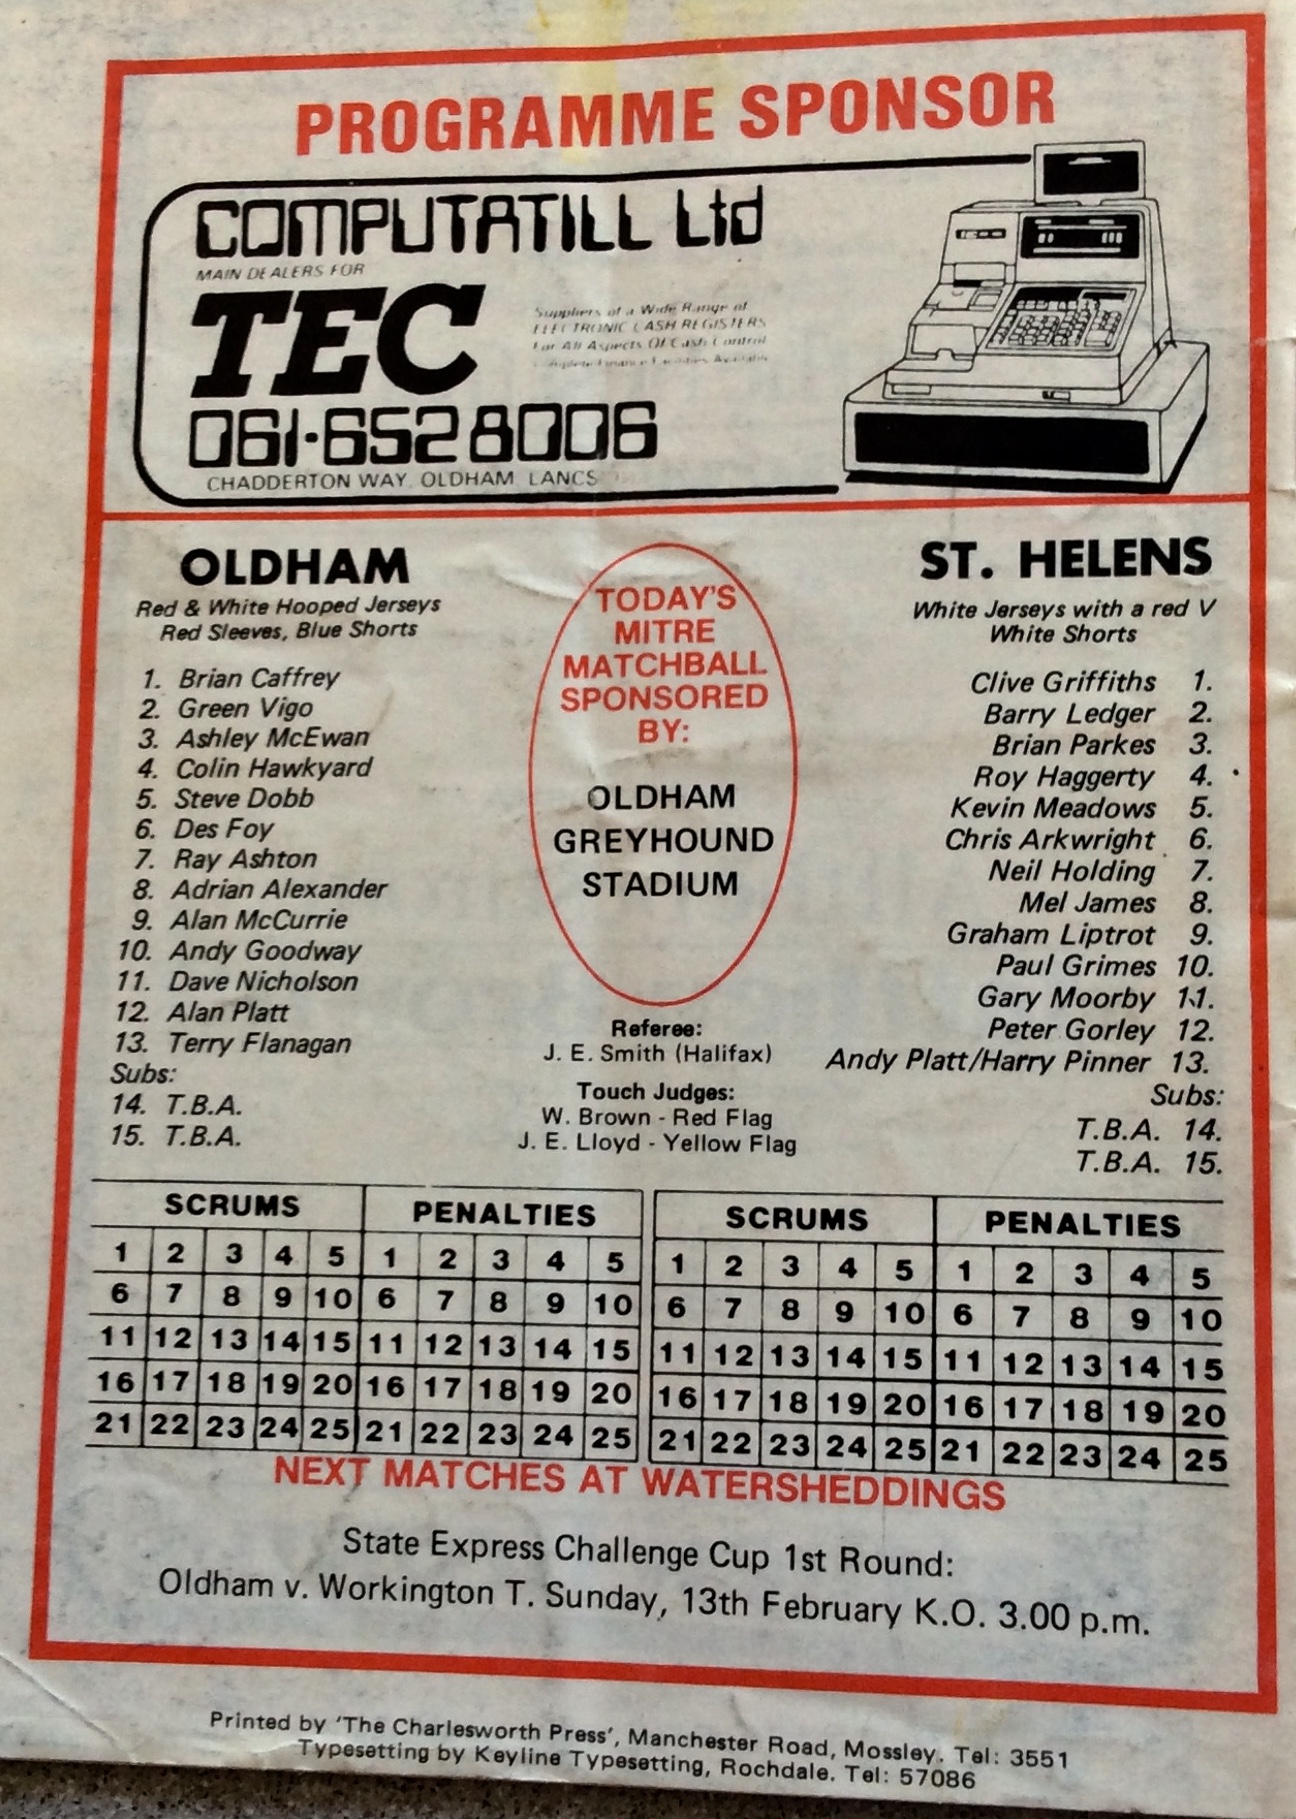 PROGRAMME SPONSOR
COMPUTATILL Ltd
MAIN DEALERS FOR
TEC
Suppliers of a Wide Range of
ELECTRONIC CASH REGISTERS
For All Aspects Of Cash Control
Complete Finance Facilities Available
061-652 8006
CHADDERTON WAY OLDHAM LANCS
OLDHAM
Red & White Hooped Jerseys
Red Sleeves, Blue Shorts
1. Brian Caffrey
2. Green Vigo
3. Ashley McEwan
4. Colin Hawkyard
5. Steve Dobb
6. Des Foy
7. Ray Ashton
8. Adrian Alexander
9. Alan McCurrie
10. Andy Goodway
11. Dave Nicholson
12. Alan Platt
13. Terry Flanagan
Subs:
14. T.B.A.
15. T.B.A.
TODAY'S
MITRE
MATCHBALL
SPONSORED
BY:
OLDHAM
GREYHOUND
STADIUM
Referee:
J. E. Smith (Halifax)
Touch Judges:
W. Brown - Red Flag
J. E. Lloyd - Yellow Flag
ST. HELENS
White Jerseys with a red V
White Shorts
Clive Griffiths 1.
Barry Ledger 2.
Brian Parkes 3.
Roy Haggerty 4.
Kevin Meadows 5.
Chris Arkwright 6.
Neil Holding 7.
Mel James 8.
Graham Liptrot 9.
Paul Grimes 10.
Gary Moorby 11.
Peter Gorley 12.
Andy Platt/Harry Pinner 13.
Subs:
T.B.A. 14.
T.B.A. 15.
SCRUMS PENALTIES SCRUMS PENALTIES
1 2 3 4 5 1 2 3 4 5 1 2 3 4 5 1 2 3 4 5
6 7 8 9 10 6 7 8 9 10 6 7 8 9 10 6 7 8 9 10
11 12 13 14 15 11 12 13 14 15 11 12 13 14 15 11 12 13 14 15
16 17 18 19 20 16 17 18 19 20 16 17 18 19 20 16 17 18 19 20
21 22 23 24 25 21 22 23 24 25 21 22 23 24 25 21 22 23 24 25
NEXT MATCHES AT WATERSHEDDINGS
State Express Challenge Cup 1st Round:
Oldham v. Workington T. Sunday, 13th February K.O. 3.00 p.m.
Printed by 'The Charlesworth Press', Manchester Road, Mossley. Tel: 3551
Typesetting by Keyline Typesetting, Rochdale. Tel: 57086